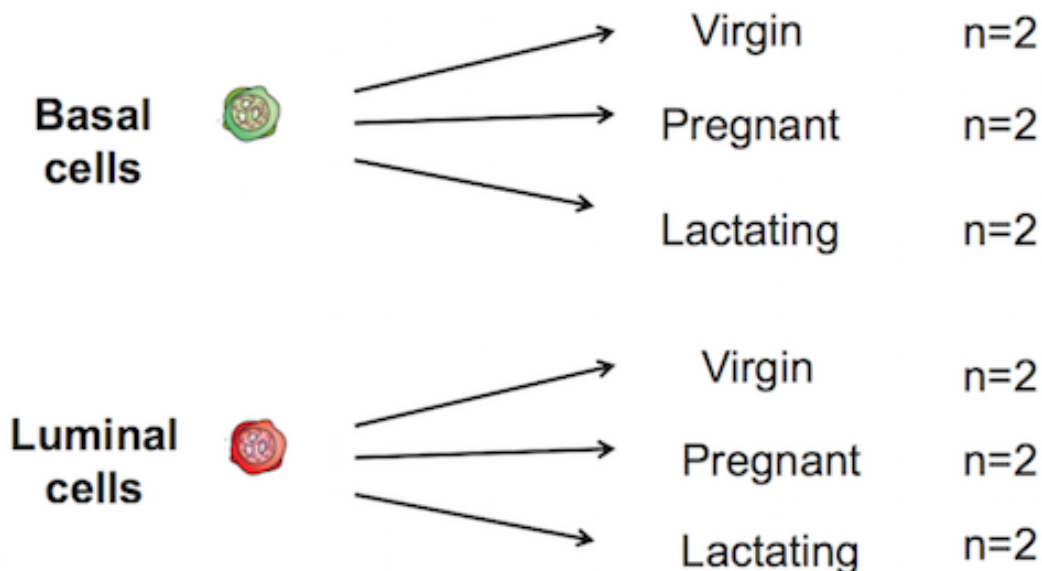 Virgin n=2
Basal
cells
Pregnant n=2
Lactating n=2
Virgin n=2
Luminal
cells
Pregnant n=2
Lactating n=2